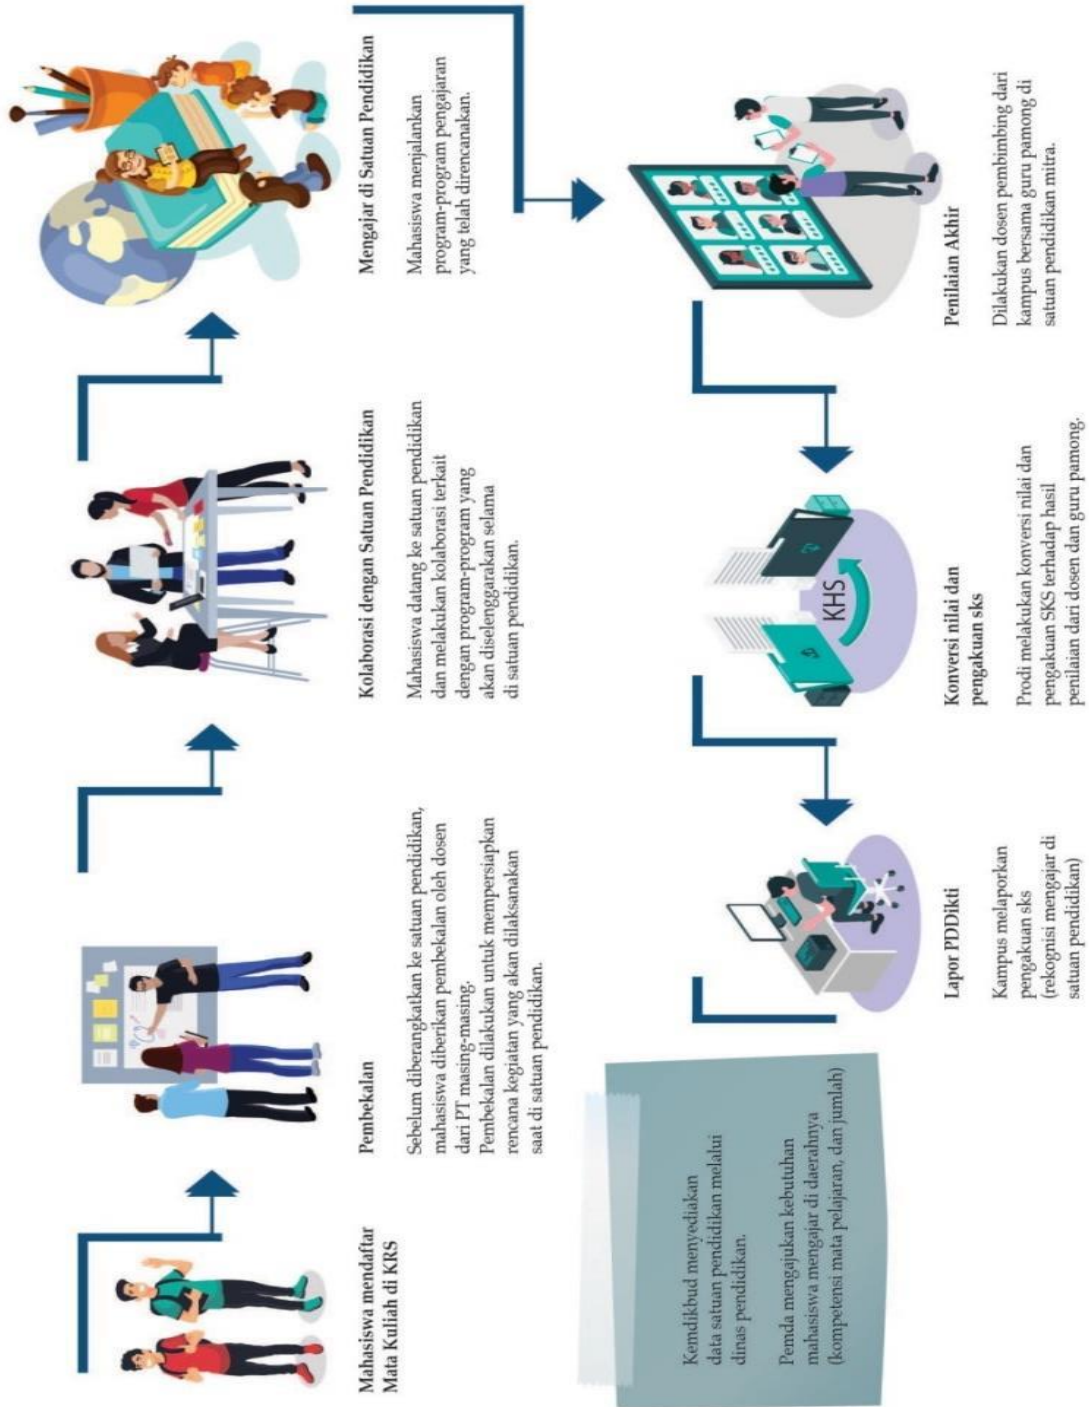 Mahasiswa mendaftar
Mata Kuliah di KRS
Pembekalan
Sebelum diberangkatkan ke satuan pendidikan,
mahasiswa diberikan pembekalan oleh dosen
dari PT masing-masing.
Pembekalan dilakukan untuk mempersiapkan
rencana kegiatan yang akan dilaksanakan
saat di satuan pendidikan.
Kolaborasi dengan Satuan Pendidikan
Mahasiswa datang ke satuan pendidikan
dan melakukan kolaborasi terkait
dengan program-program yang
akan diselenggarakan selama
di satuan pendidikan.
Mengajar di Satuan Pendidikan
Mahasiswa menjalankan
program-program pengajaran
yang telah direncanakan.
Penilaian Akhir
Dilakukan dosen pembimbing dari
kampus bersama guru pamong di
satuan pendidikan mitra.
KHS
Konversi nilai dan
pengakuan sks
Prodi melakukan konversi nilai dan
pengakuan SKS terhadap hasil
penilaian dari dosen dan guru pamong.
Lapor PDDikti
Kampus melaporkan
pengakuan sks
(rekognisi mengajar di
satuan pendidikan)
Kemdikbud menyediakan
data satuan pendidikan melalui
dinas pendidikan.
Pemda mengajukan kebutuhan
mahasiswa mengajar di daerahnya
(kompetensi mata pelajaran, dan jumlah)